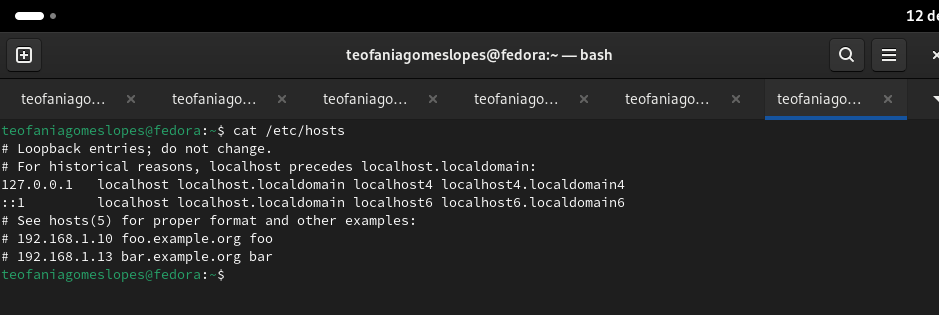 12 de
teofaniagomeslopes@fedora:~ — bash
teofaniago... teofaniago... teofaniago... teofaniago... teofaniago... teofaniago...
teofaniagomeslopes@fedora:~$ cat /etc/hosts
# Loopback entries; do not change.
# For historical reasons, localhost precedes localhost.localdomain:
127.0.0.1   localhost localhost.localdomain localhost4 localhost4.localdomain4
::1         localhost localhost.localdomain localhost6 localhost6.localdomain6
# See hosts(5) for proper format and other examples:
# 192.168.1.10 foo.example.org foo
# 192.168.1.13 bar.example.org bar
teofaniagomeslopes@fedora:~$